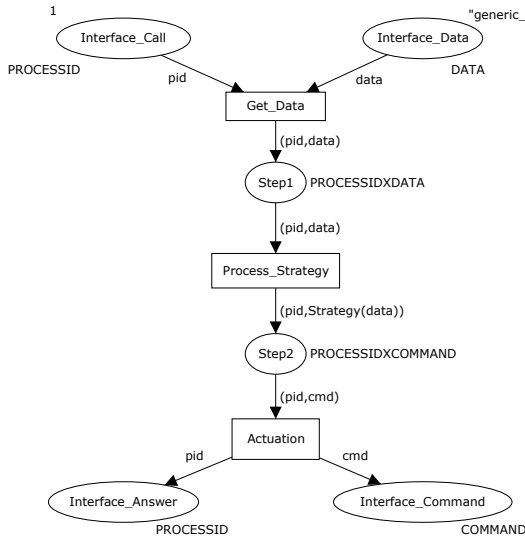 1
"generic_
Interface_Call
Interface_Data
PROCESSID
DATA
pid
data
Get_Data
(pid,data)
Step1
PROCESSIDXDATA
(pid,data)
Process_Strategy
(pid,Strategy(data))
Step2
PROCESSIDXCOMMAND
(pid,cmd)
Actuation
pid
cmd
Interface_Answer
Interface_Command
PROCESSID
COMMAND